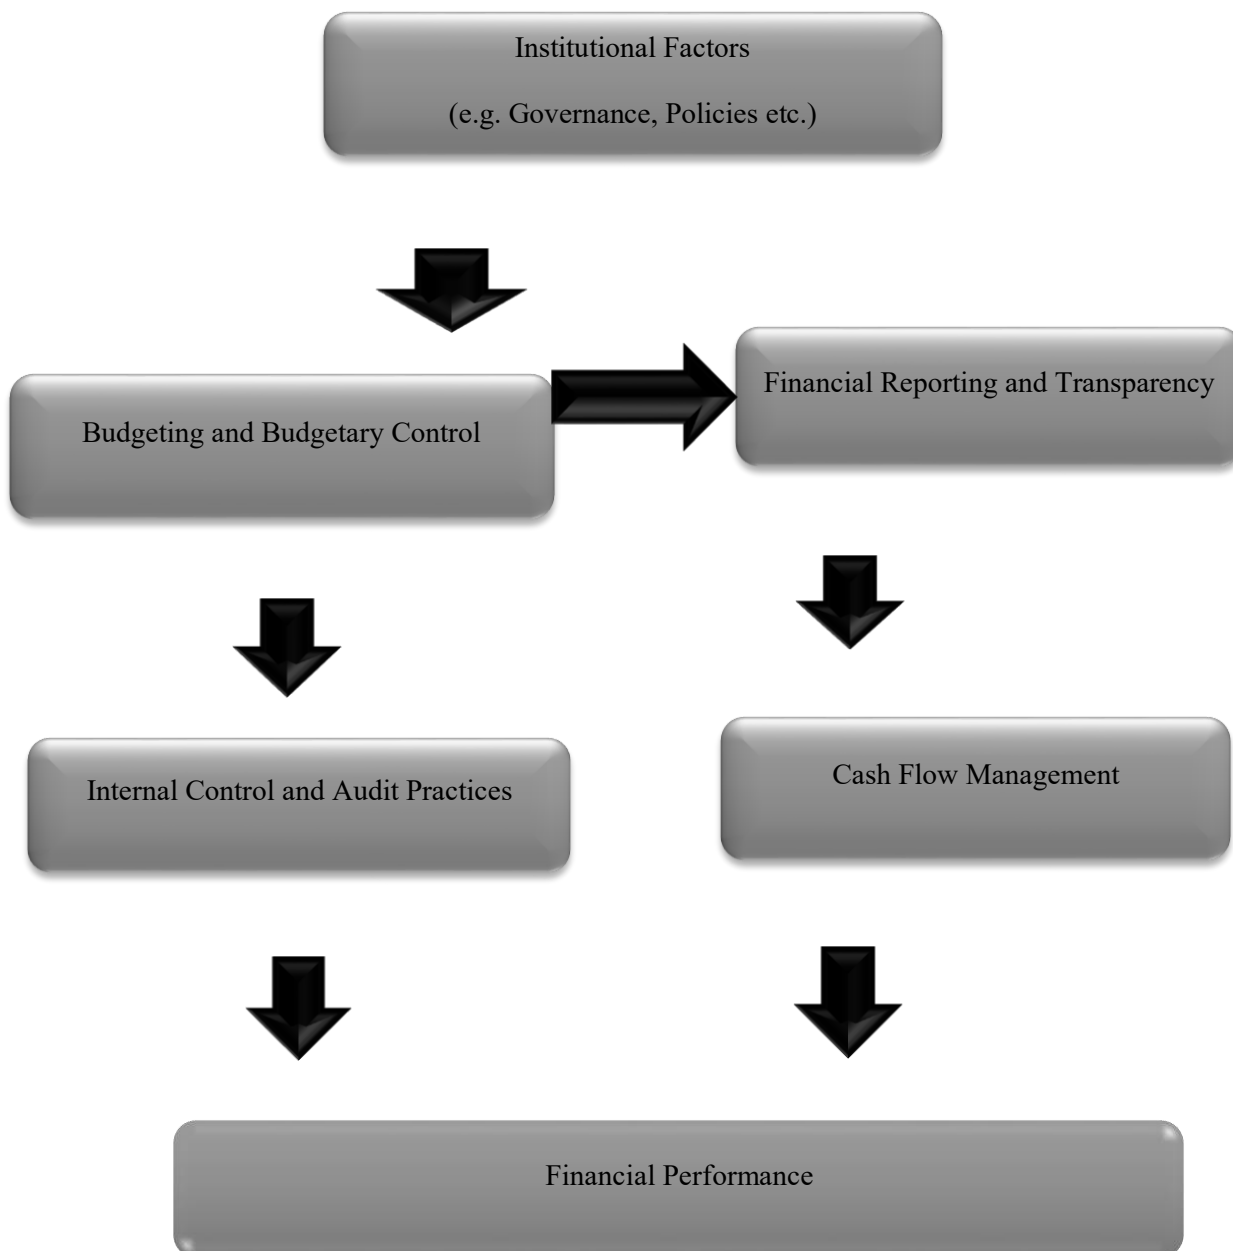 Institutional Factors
(e.g. Governance, Policies etc.)
Financial Reporting and Transparency
Budgeting and Budgetary Control
Internal Control and Audit Practices
Cash Flow Management
Financial Performance